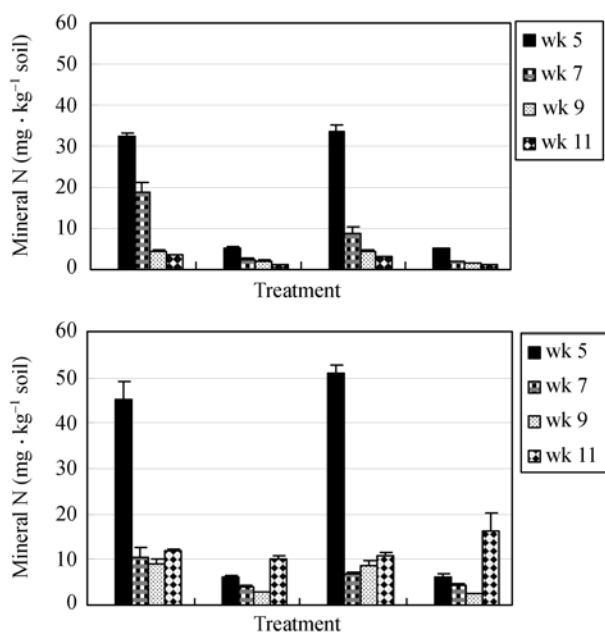 60
50
40
30
20
10
0
Mineral N (mg · kg⁻¹ soil)
Treatment
wk 5
wk 7
wk 9
wk 11
60
50
40
30
20
10
0
Mineral N (mg · kg⁻¹ soil)
Treatment
wk 5
wk 7
wk 9
wk 11